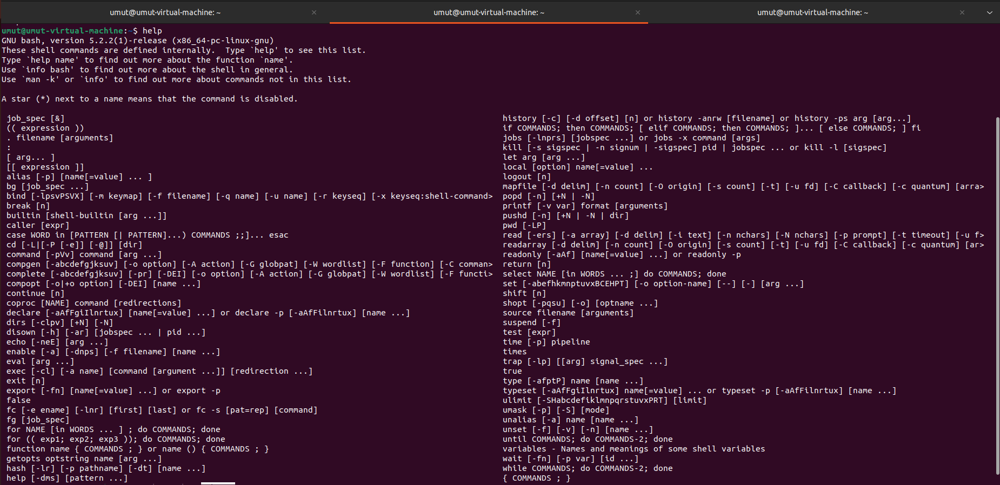 umut@umut-virtual-machine: ~
umut@umut-virtual-machine: ~
umut@umut-virtual-machine: ~
umut@umut-virtual-machine:~$ help
GNU bash, version 5.2.2(1)-release (x86_64-pc-linux-gnu)
These shell commands are defined internally.  Type `help' to see this list.
Type `help name' to find out more about the function `name'.
Use `info bash' to find out more about the shell in general.
Use `man -k' or `info' to find out more about commands not in this list.
A star (*) next to a name means that the command is disabled.
job_spec [&]
(( expression ))
. filename [arguments]
:
[ arg... ]
[[ expression ]]
alias [-p] [name[=value] ... ]
bg [job_spec ...]
bind [-lpsvPSVX] [-m keymap] [-f filename] [-q name] [-u name] [-r keyseq] [-x keyseq:shell-command>
break [n]
builtin [shell-builtin [arg ...]]
caller [expr]
case WORD in [PATTERN [| PATTERN]...) COMMANDS ;;]... esac
cd [-L|[-P [-e]] [-@]] [dir]
command [-pVv] command [arg ...]
compgen [-abcdefgjksuv] [-o option] [-A action] [-G globpat] [-W wordlist] [-F function] [-C comman>
complete [-abcdefgjksuv] [-pr] [-DEI] [-o option] [-A action] [-G globpat] [-W wordlist] [-F functi>
compopt [-o|+o option] [-DEI] [name ...]
continue [n]
coproc [NAME] command [redirections]
declare [-aAfFgiIlnrtux] [name[=value] ...] or declare -p [-aAfFilnrtux] [name ...]
dirs [-clpv] [+N] [-N]
disown [-h] [-ar] [jobspec ... | pid ...]
echo [-neE] [arg ...]
enable [-a] [-dnps] [-f filename] [name ...]
eval [arg ...]
exec [-cl] [-a name] [command [argument ...]] [redirection ...]
exit [n]
export [-fn] [name[=value] ...] or export -p
false
fc [-e ename] [-lnr] [first] [last] or fc -s [pat=rep] [command]
fg [job_spec]
for NAME [in WORDS ... ] ; do COMMANDS; done
for (( exp1; exp2; exp3 )); do COMMANDS; done
function name { COMMANDS ; } or name () { COMMANDS ; }
getopts optstring name [arg ...]
hash [-lr] [-p pathname] [-dt] [name ...]
help [-dms] [pattern ...]
history [-c] [-d offset] [n] or history -anrw [filename] or history -ps arg [arg...]
if COMMANDS; then COMMANDS; [ elif COMMANDS; then COMMANDS; ]... [ else COMMANDS; ] fi
jobs [-lnprs] [jobspec ...] or jobs -x command [args]
kill [-s sigspec | -n signum | -sigspec] pid | jobspec ... or kill -l [sigspec]
let arg [arg ...]
local [option] name[=value] ...
logout [n]
mapfile [-d delim] [-n count] [-O origin] [-s count] [-t] [-u fd] [-C callback] [-c quantum] [arra>
popd [-n] [+N | -N]
printf [-v var] format [arguments]
pushd [-n] [+N | -N | dir]
pwd [-LP]
read [-ers] [-a array] [-d delim] [-i text] [-n nchars] [-N nchars] [-p prompt] [-t timeout] [-u f>
readarray [-d delim] [-n count] [-O origin] [-s count] [-t] [-u fd] [-C callback] [-c quantum] [ar>
readonly [-aAf] [name[=value] ...] or readonly -p
return [n]
select NAME [in WORDS ... ;] do COMMANDS; done
set [-abefhkmnptuvxBCEHPT] [-o option-name] [--] [-] [arg ...]
shift [n]
shopt [-pqsu] [-o] [optname ...]
source filename [arguments]
suspend [-f]
test [expr]
time [-p] pipeline
times
trap [-lp] [[arg] signal_spec ...]
true
type [-afptP] name [name ...]
typeset [-aAfFgiIlnrtux] name[=value] ... or typeset -p [-aAfFilnrtux] [name ...]
ulimit [-SHabcdefiklmnpqrstuvxPRT] [limit]
umask [-p] [-S] [mode]
unalias [-a] name [name ...]
unset [-f] [-v] [-n] [name ...]
until COMMANDS; do COMMANDS-2; done
variables - Names and meanings of some shell variables
wait [-fn] [-p var] [id ...]
while COMMANDS; do COMMANDS-2; done
{ COMMANDS ; }